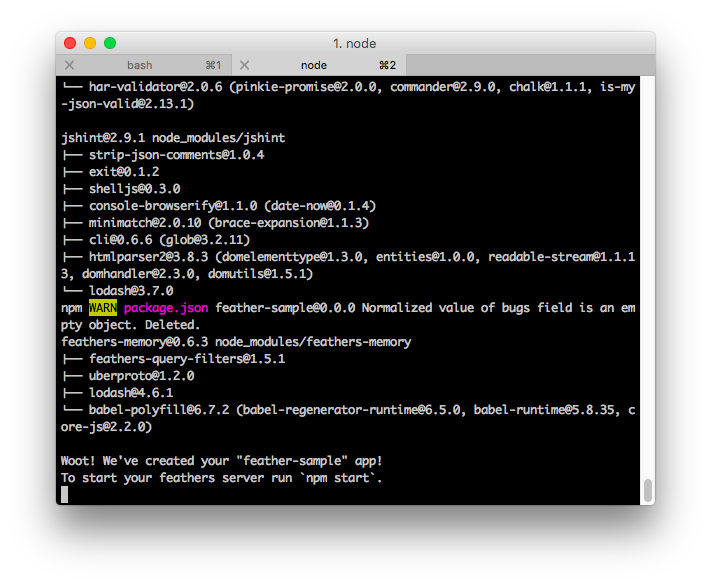 1. node
bash ⌘1 node ⌘2
└── har-validator@2.0.6 (pinkie-promise@2.0.0, commander@2.9.0, chalk@1.1.1, is-my
-json-valid@2.13.1)
jshint@2.9.1 node_modules/jshint
├── strip-json-comments@1.0.4
├── exit@0.1.2
├── shelljs@0.3.0
├── console-browserify@1.1.0 (date-now@0.1.4)
├── minimatch@2.0.10 (brace-expansion@1.1.3)
├── cli@0.6.6 (glob@3.2.11)
├── htmlparser2@3.8.3 (domelementtype@1.3.0, entities@1.0.0, readable-stream@1.1.1
3, domhandler@2.3.0, domutils@1.5.1)
└── lodash@3.7.0
npm WARN package.json feather-sample@0.0.0 Normalized value of bugs field is an em
pty object. Deleted.
feathers-memory@0.6.3 node_modules/feathers-memory
├── feathers-query-filters@1.5.1
├── uberproto@1.2.0
├── lodash@4.6.1
└── babel-polyfill@6.7.2 (babel-regenerator-runtime@6.5.0, babel-runtime@5.8.35, c
ore-js@2.2.0)
Woot! We've created your "feather-sample" app!
To start your feathers server run `npm start`.